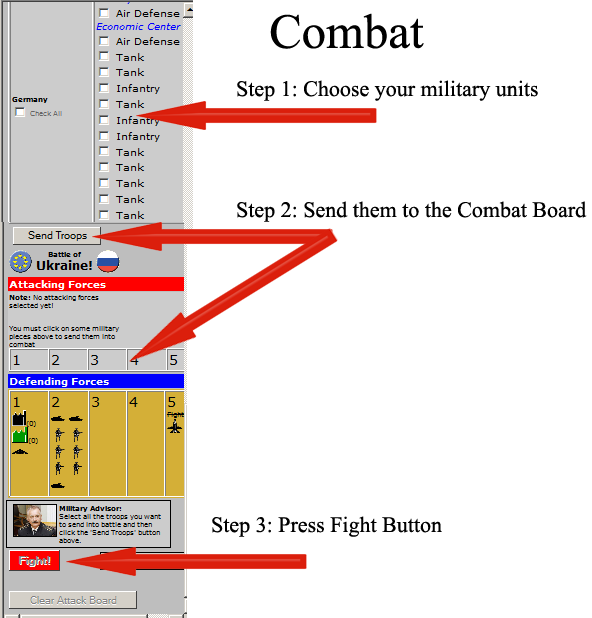 Combat
Air Defense
Economic Center
Air Defense
Tank
Tank
Infantry
Step 1: Choose your military units
Germany
Tank
Check All
Infantry
Infantry
Tank
Tank
Tank
Tank
Tank
Step 2: Send them to the Combat Board
Send Troops
Battle of
Ukraine!
Attacking Forces
Note: No attacking forces
selected yet!
You must click on some military
pieces above to send them into
combat
1 2 3 4 5
Defending Forces
1 2 3 4 5
Fight
(0)
(0)
Military Advisor:
Select all the troops you want
to send into battle and then
click the 'Send Troops' button
above.
Step 3: Press Fight Button
Fight!
Clear Attack Board